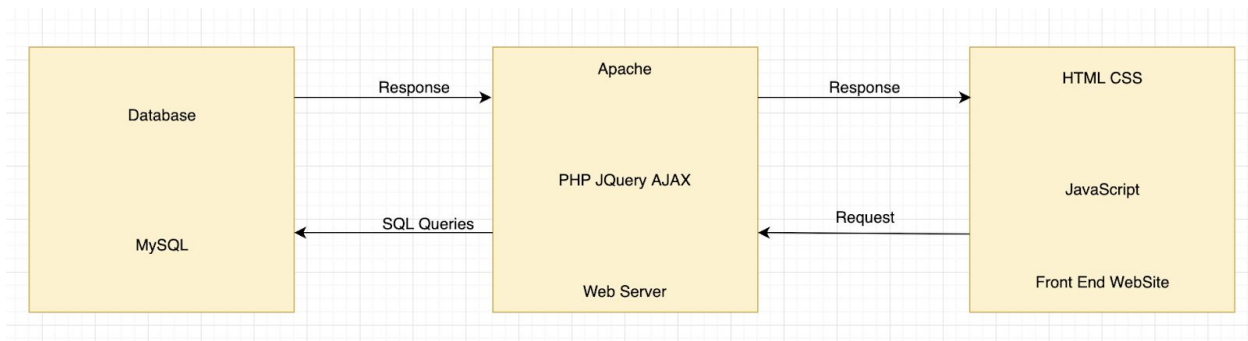 Database
MySQL
Response
SQL Queries
Apache
PHP JQuery AJAX
Web Server
Response
Request
HTML CSS
JavaScript
Front End WebSite